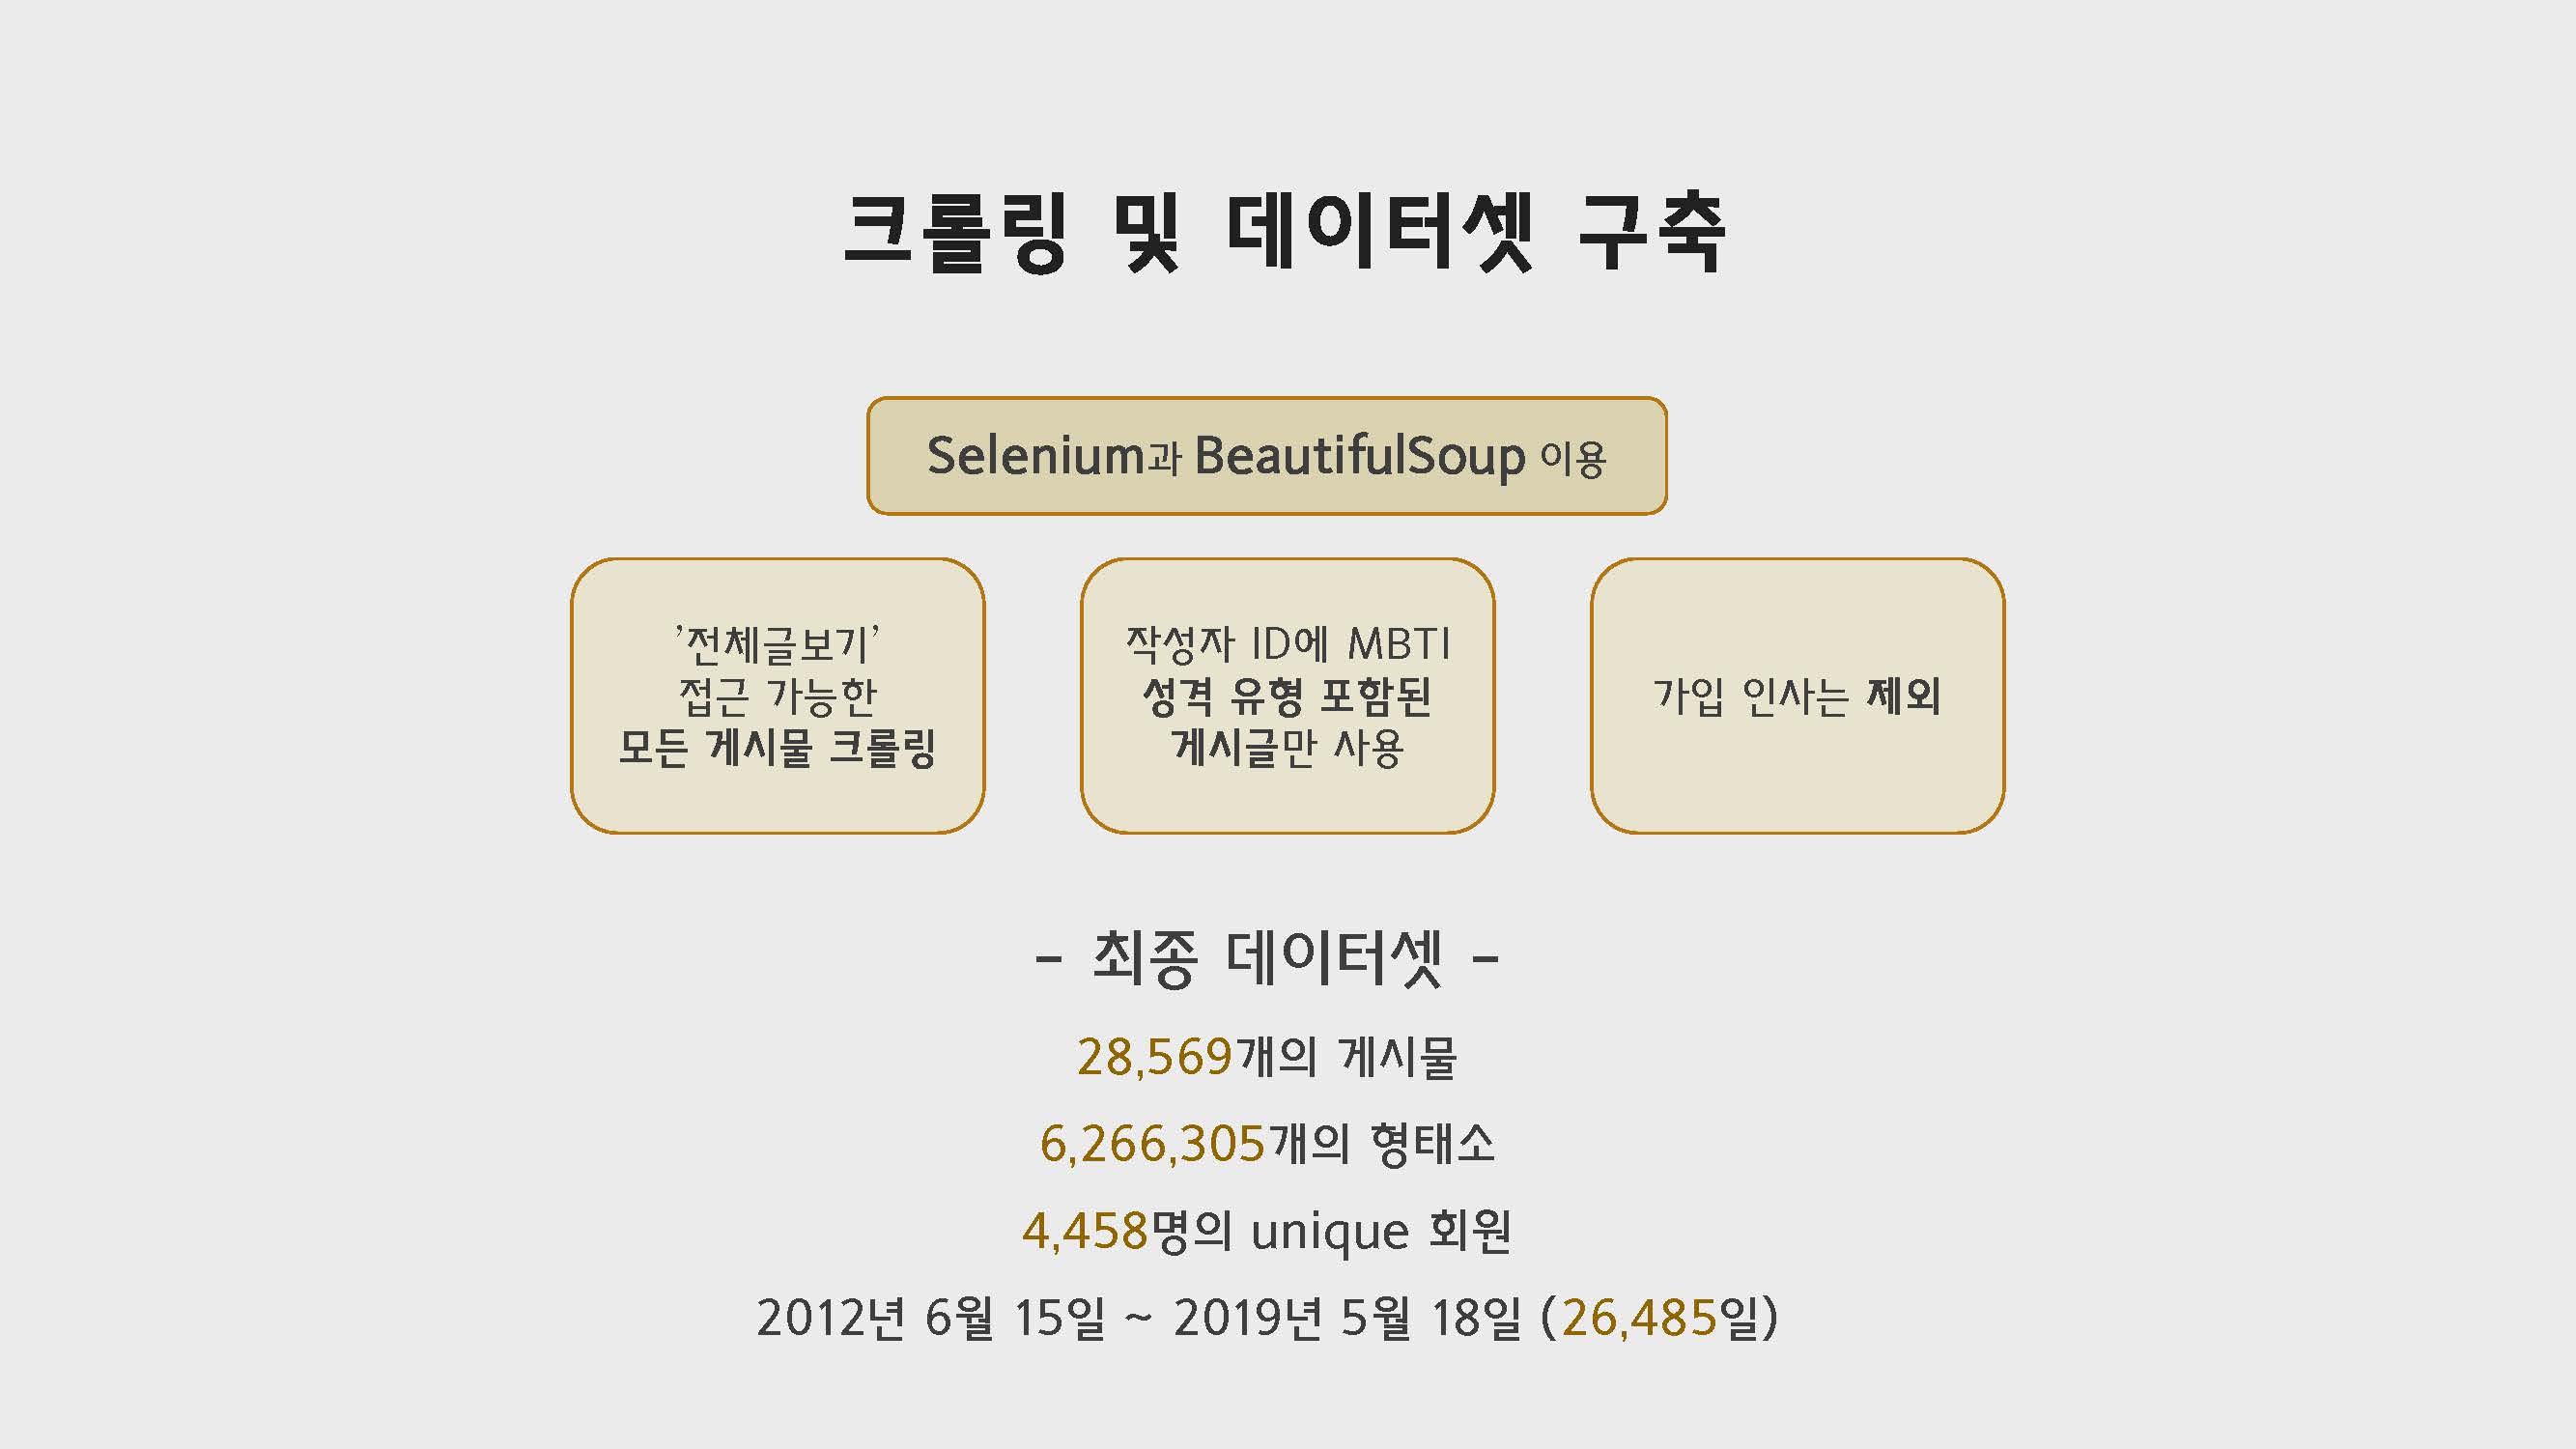 크롤링 및 데이터셋 구축
Selenium과 BeautifulSoup 이용
’전체글보기’
접근 가능한
모든 게시물 크롤링
작성자 ID에 MBTI
성격 유형 포함된
게시글만 사용
가입 인사는 제외
- 최종 데이터셋 -
28,569개의 게시물
6,266,305개의 형태소
4,458명의 unique 회원
2012년 6월 15일 ~ 2019년 5월 18일 (26,485일)